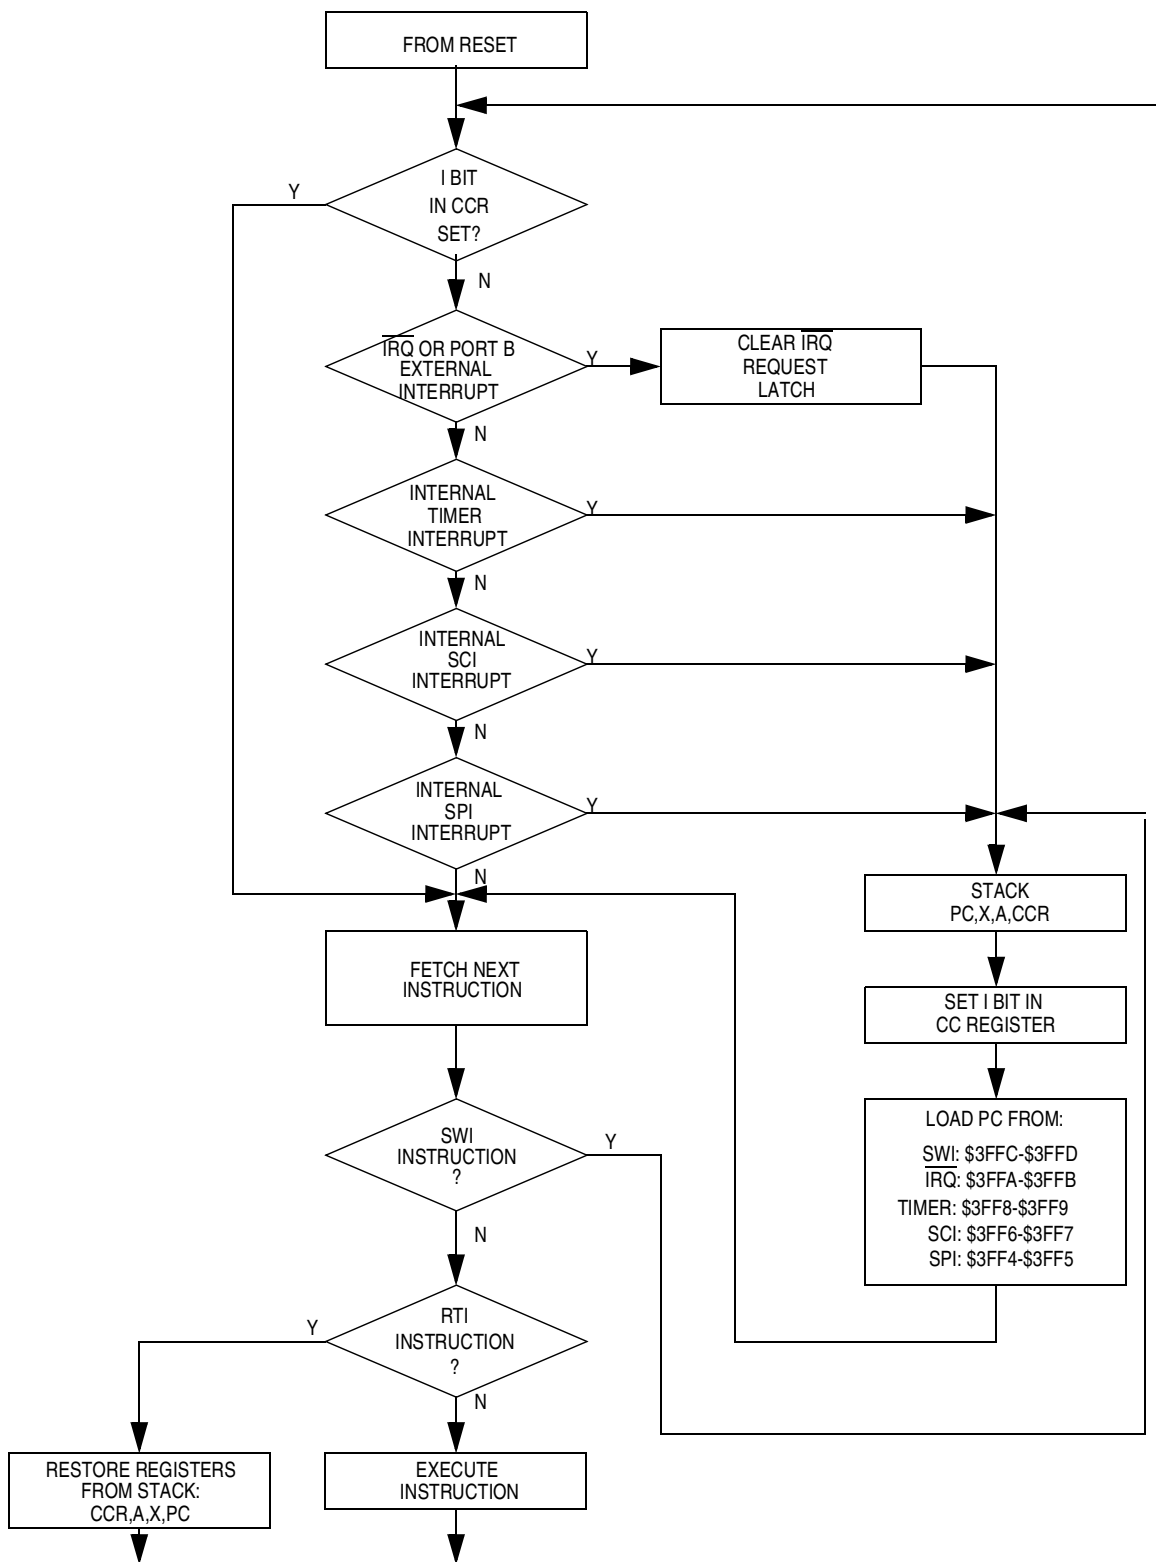 FROM RESET
I BIT
IN CCR
SET?
Y
N
IRQ OR PORT B
EXTERNAL
INTERRUPT
Y
CLEAR IRQ
REQUEST
LATCH
N
INTERNAL
TIMER
INTERRUPT
Y
N
INTERNAL
SCI
INTERRUPT
Y
N
INTERNAL
SPI
INTERRUPT
Y
N
STACK
PC,X,A,CCR
FETCH NEXT
INSTRUCTION
SET I BIT IN
CC REGISTER
LOAD PC FROM:
SWI: $3FFC-$3FFD
IRQ: $3FFA-$3FFB
TIMER: $3FF8-$3FF9
SCI: $3FF6-$3FF7
SPI: $3FF4-$3FF5
SWI
INSTRUCTION
?
Y
N
RTI
INSTRUCTION
?
Y
N
RESTORE REGISTERS
FROM STACK:
CCR,A,X,PC
EXECUTE
INSTRUCTION